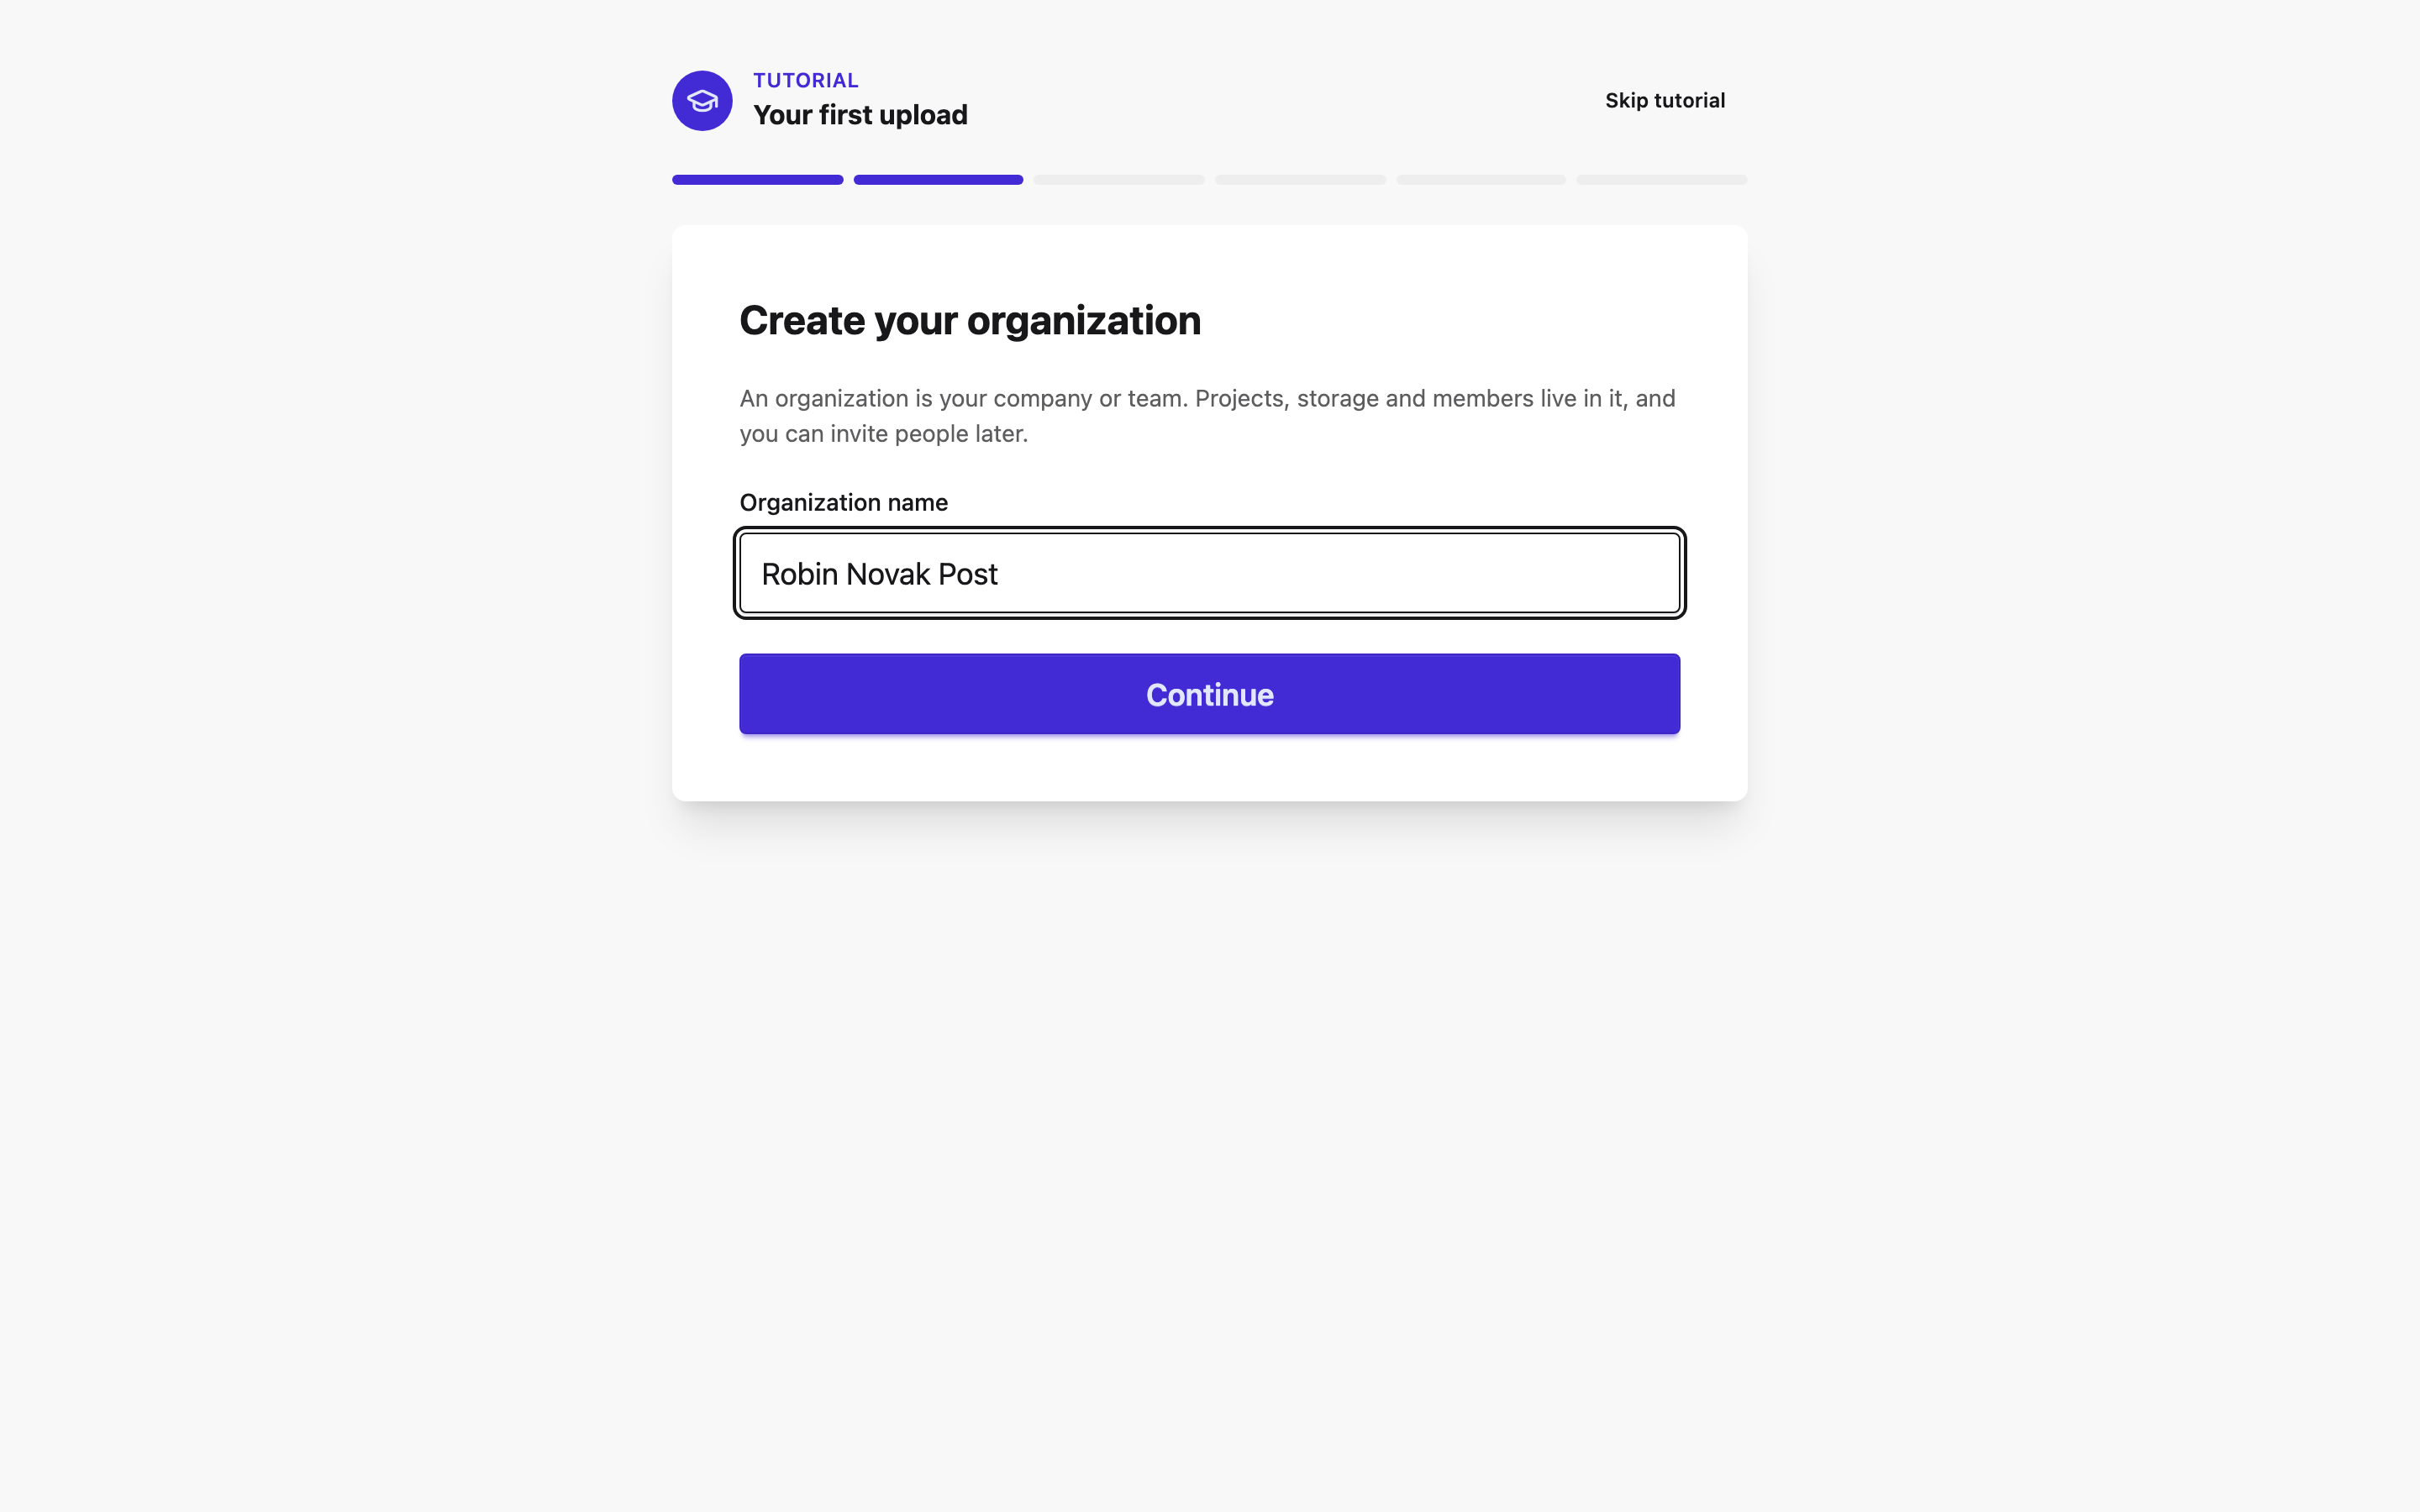 TUTORIAL
Your first upload
Skip tutorial
Create your organization
An organization is your company or team. Projects, storage and members live in it, and
you can invite people later.
Organization name
Robin Novak Post
Continue